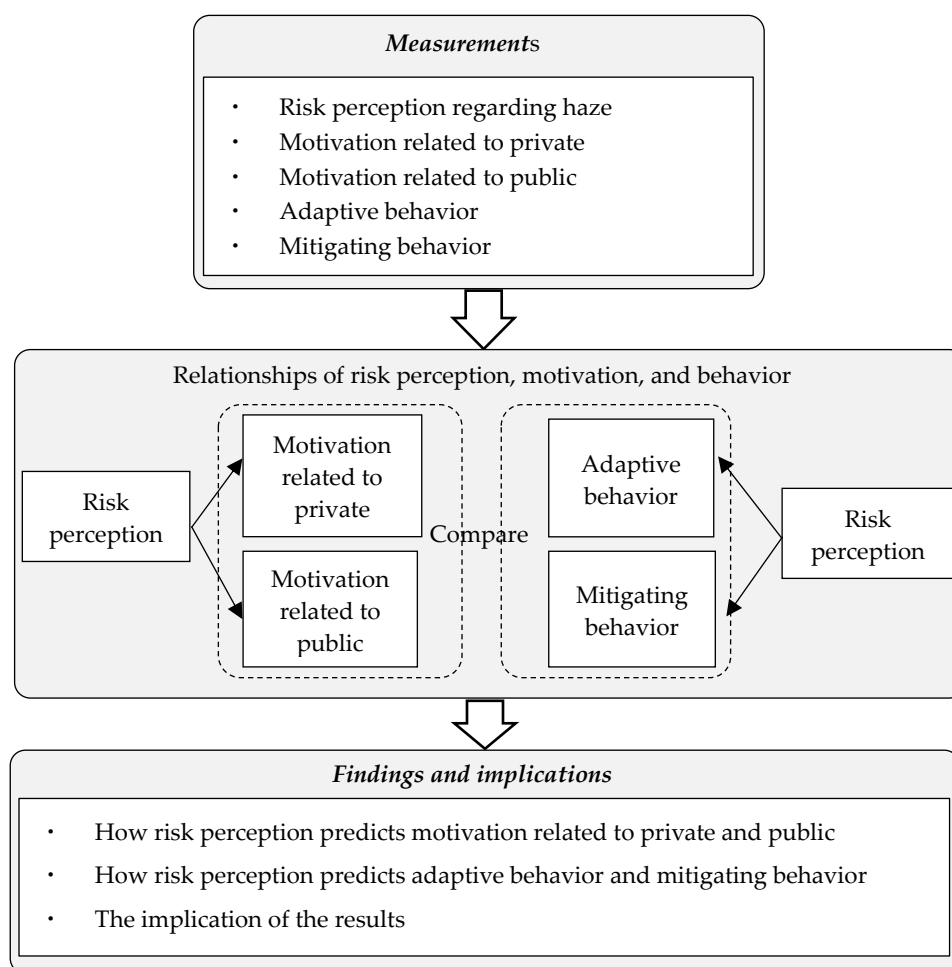 Measurements
· Risk perception regarding haze
· Motivation related to private
· Motivation related to public
· Adaptive behavior
· Mitigating behavior
Relationships of risk perception, motivation, and behavior
Risk
perception
Motivation
related to
private
Motivation
related to
public
Compare
Adaptive
behavior
Mitigating
behavior
Risk
perception
Findings and implications
· How risk perception predicts motivation related to private and public
· How risk perception predicts adaptive behavior and mitigating behavior
· The implication of the results